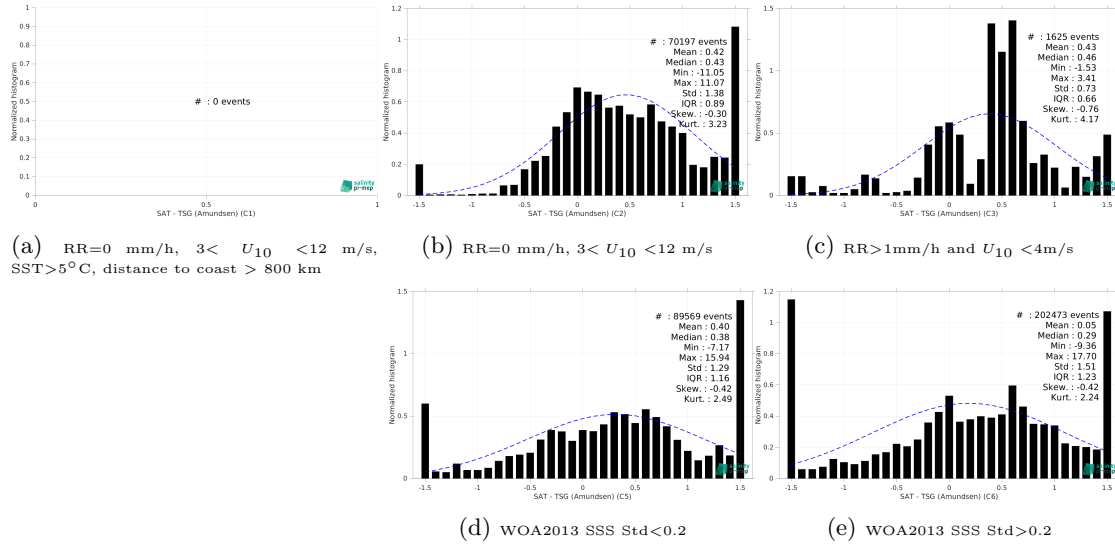 1
0.9
0.8
0.7
0.6
0.5
0.4
0.3
0.2
0.1
0
Normalized histogram
# : 0 events
salinity
pi-mep
0 0.5 1
SAT - TSG (Amundsen) (C1)
(a) RR=0 mm/h, 3< U10 <12 m/s,
SST>5°C, distance to coast > 800 km
1.2
1
0.8
0.6
0.4
0.2
0
Normalized histogram
# : 70197 events
Mean : 0.42
Median : 0.43
Min : -11.05
Max : 11.07
Std : 1.38
IQR : 0.89
Skew. : -0.30
Kurt. : 3.23
-1.5 -1 -0.5 0 0.5 1 1.5
SAT - TSG (Amundsen) (C2)
(b) RR=0 mm/h, 3< U10 <12 m/s
1.5
1
0.5
0
Normalized histogram
# : 1625 events
Mean : 0.43
Median : 0.46
Min : -1.53
Max : 3.41
Std : 0.73
IQR : 0.66
Skew. : -0.76
Kurt. : 4.17
-1.5 -1 -0.5 0 0.5 1 1.5
SAT - TSG (Amundsen) (C3)
(c) RR>1mm/h and U10 <4m/s
1.5
1
0.5
0
Normalized histogram
# : 89569 events
Mean : 0.40
Median : 0.38
Min : -7.17
Max : 15.94
Std : 1.29
IQR : 1.16
Skew. : -0.42
Kurt. : 2.49
-1.5 -1 -0.5 0 0.5 1 1.5
SAT - TSG (Amundsen) (C5)
(d) WOA2013 SSS Std<0.2
1.2
1
0.8
0.6
0.4
0.2
0
Normalized histogram
# : 202473 events
Mean : 0.05
Median : 0.29
Min : -9.36
Max : 17.70
Std : 1.51
IQR : 1.23
Skew. : -0.42
Kurt. : 2.24
-1.5 -1 -0.5 0 0.5 1 1.5
SAT - TSG (Amundsen) (C6)
(e) WOA2013 SSS Std>0.2